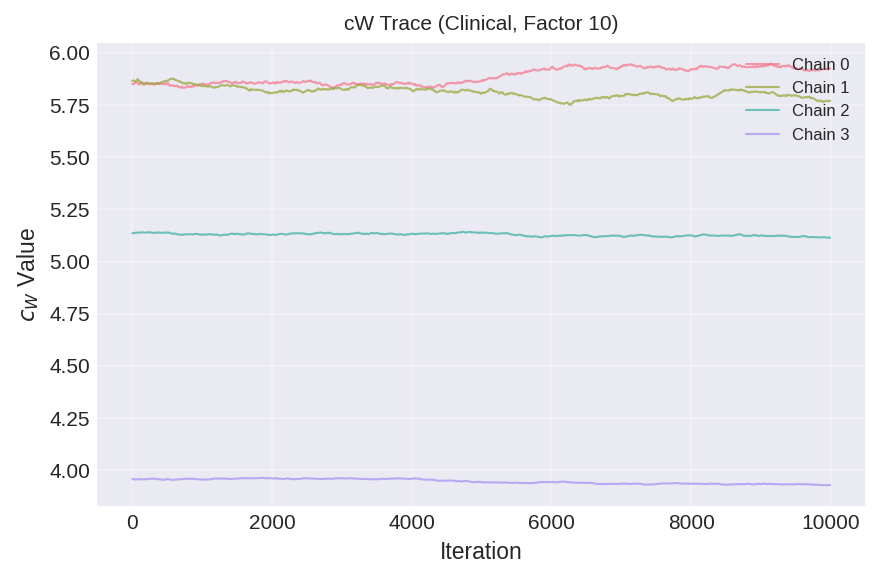 cW Trace (Clinical, Factor 10)
6.00
5.75
5.50
5.25
5.00
4.75
4.50
4.25
4.00
c_W Value
0 2000 4000 6000 8000 10000
Iteration
Chain 0
Chain 1
Chain 2
Chain 3